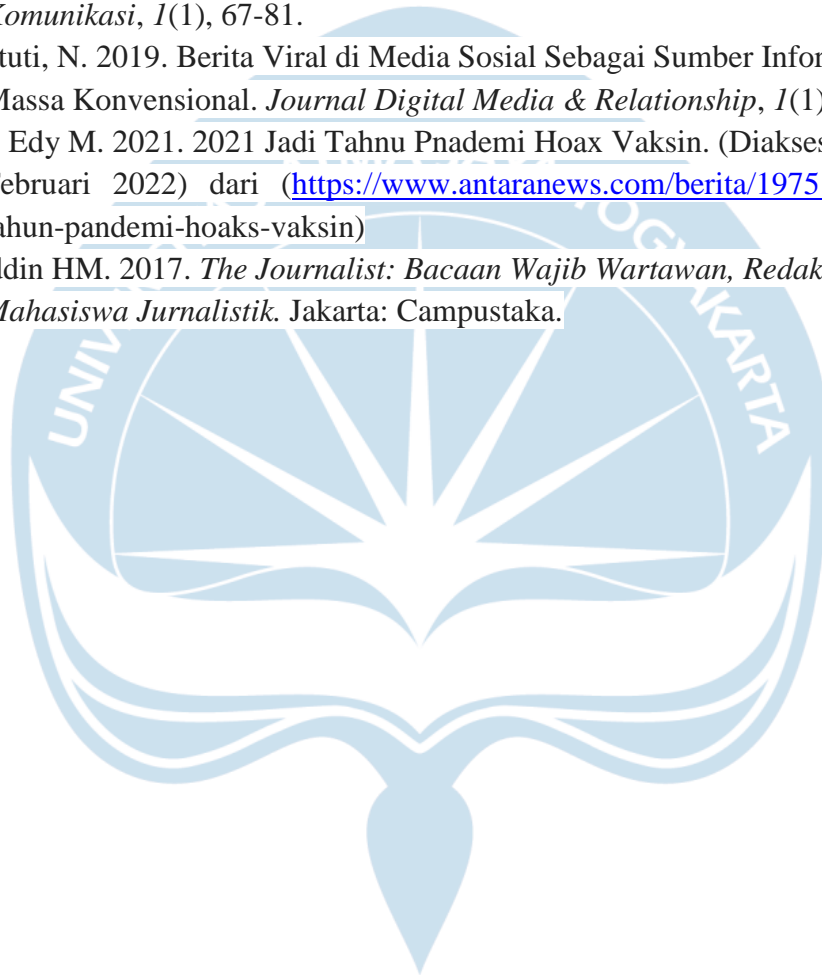 Komunikasi, 1(1), 67-81.
tuti, N. 2019. Berita Viral di Media Sosial Sebagai Sumber Infor
Massa Konvensional. Journal Digital Media & Relationship, 1(1)
Edy M. 2021. 2021 Jadi Tahnu Pnademi Hoax Vaksin. (Diakses
Februari 2022) dari (https://www.antaranews.com/berita/1975
ahun-pandemi-hoaks-vaksin)
ddin HM. 2017. The Journalist: Bacaan Wajib Wartawan, Redak
Mahasiswa Jurnalistik. Jakarta: Campustaka.